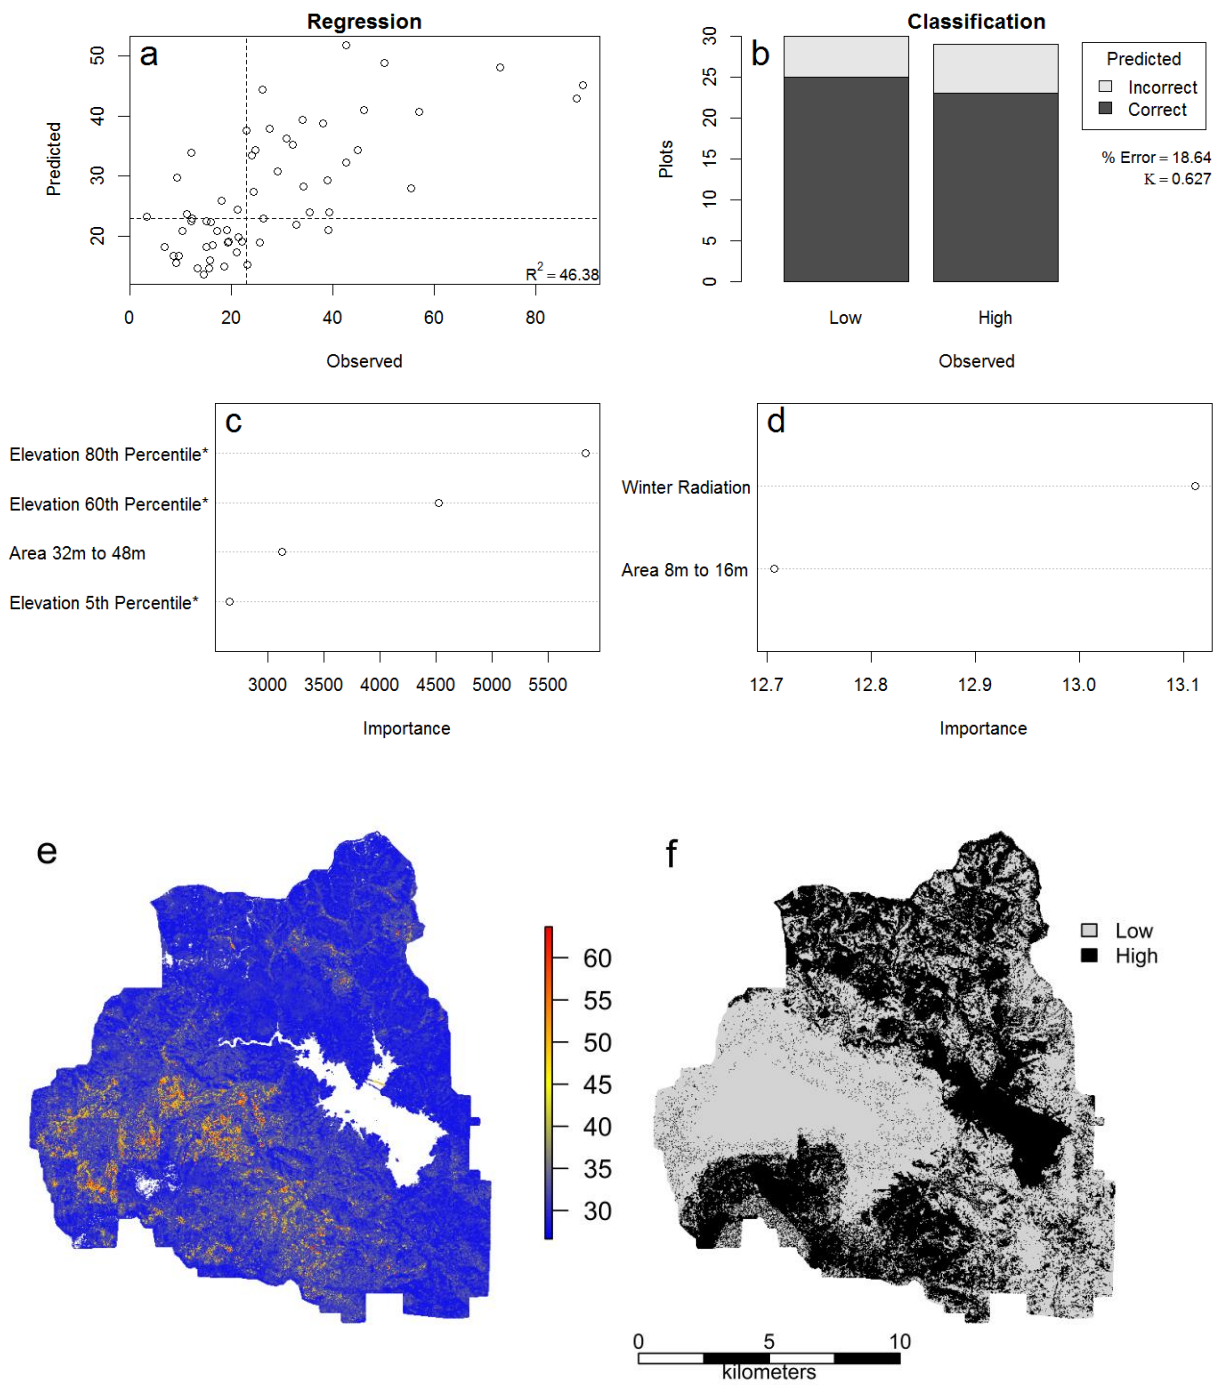 Regression
a
50
40
30
20
Predicted
R2 = 46.38
0 20 40 60 80
Observed
Classification
b
30
25
20
15
10
5
0
Plots
Predicted
Incorrect
Correct
% Error = 18.64
K = 0.627
Low High
Observed
c
Elevation 80th Percentile*
Elevation 60th Percentile*
Area 32m to 48m
Elevation 5th Percentile*
3000 3500 4000 4500 5000 5500
Importance
d
Winter Radiation
Area 8m to 16m
12.7 12.8 12.9 13.0 13.1
Importance
e
60
55
50
45
40
35
30
f
Low
High
0 5 10
kilometers